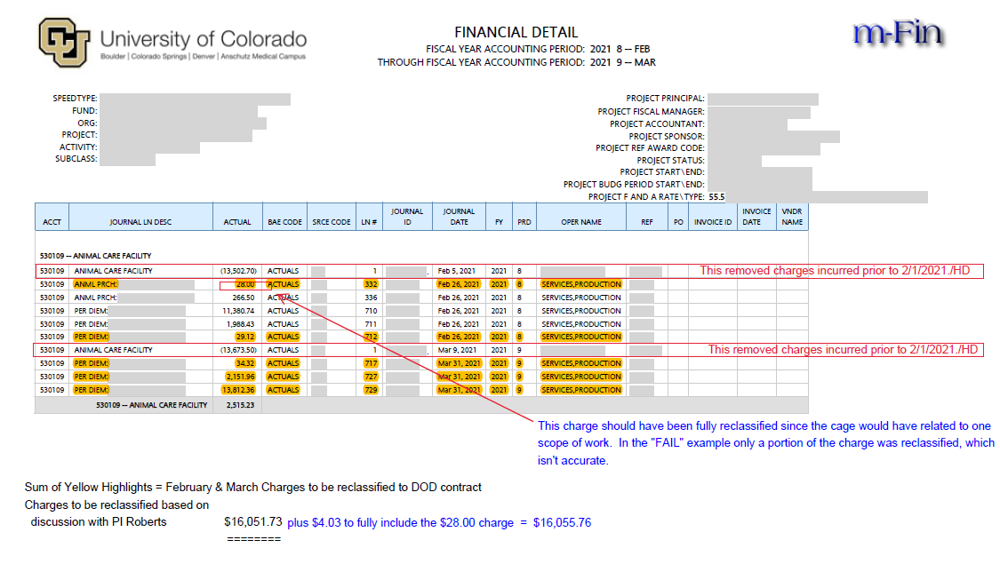 University of Colorado
Boulder | Colorado Springs | Denver | Anschutz Medical Campus
FINANCIAL DETAIL
FISCAL YEAR ACCOUNTING PERIOD: 2021 8 -- FEB
THROUGH FISCAL YEAR ACCOUNTING PERIOD: 2021 9 -- MAR
m-Fin
SPEEDTYPE:
FUND:
ORG:
PROJECT:
ACTIVITY:
SUBCLASS:
PROJECT PRINCIPAL:
PROJECT FISCAL MANAGER:
PROJECT ACCOUNTANT:
PROJECT SPONSOR:
PROJECT REF AWARD CODE:
PROJECT STATUS:
PROJECT START\END:
PROJECT BUDG PERIOD START\END:
PROJECT F AND A RATE\TYPE: 55.5
ACCT JOURNAL LN DESC ACTUAL BAE CODE SRCE CODE LN # JOURNAL ID JOURNAL DATE FY PRD OPER NAME REF PO INVOICE ID INVOICE DATE VNDR NAME
530109 -- ANIMAL CARE FACILITY
530109 ANIMAL CARE FACILITY (13,502.70) ACTUALS 1 . Feb 5, 2021 2021 8 This removed charges incurred prior to 2/1/2021./HD
530109 ANML PRCH: 28.00 ACTUALS 332 Feb 26, 2021 2021 8 SERVICES,PRODUCTION
530109 ANML PRCH: 266.50 ACTUALS 336 Feb 26, 2021 2021 8 SERVICES,PRODUCTION
530109 PER DIEM: 11,380.74 ACTUALS 710 Feb 26, 2021 2021 8 SERVICES,PRODUCTION
530109 PER DIEM: 1,988.43 ACTUALS 711 Feb 26, 2021 2021 8 SERVICES,PRODUCTION
530109 PER DIEM: 29.12 ACTUALS 712 Feb 26, 2021 2021 8 SERVICES,PRODUCTION
530109 ANIMAL CARE FACILITY (13,673.50) ACTUALS 1 . Mar 9, 2021 2021 9 This removed charges incurred prior to 2/1/2021./HD
530109 PER DIEM: 34.32 ACTUALS 717 Mar 31, 2021 2021 9 SERVICES,PRODUCTION
530109 PER DIEM: 2,151.96 ACTUALS 727 Mar 31, 2021 2021 9 SERVICES,PRODUCTION
530109 PER DIEM: 13,812.36 ACTUALS 729 Mar 31, 2021 2021 9 SERVICES,PRODUCTION
530109 -- ANIMAL CARE FACILITY 2,515.23
This charge should have been fully reclassified since the cage would have related to one
scope of work. In the "FAIL" example only a portion of the charge was reclassified, which
isn't accurate.
Sum of Yellow Highlights = February & March Charges to be reclassified to DOD contract
Charges to be reclassified based on
discussion with PI Roberts $16,051.73 plus $4.03 to fully include the $28.00 charge = $16,055.76
========